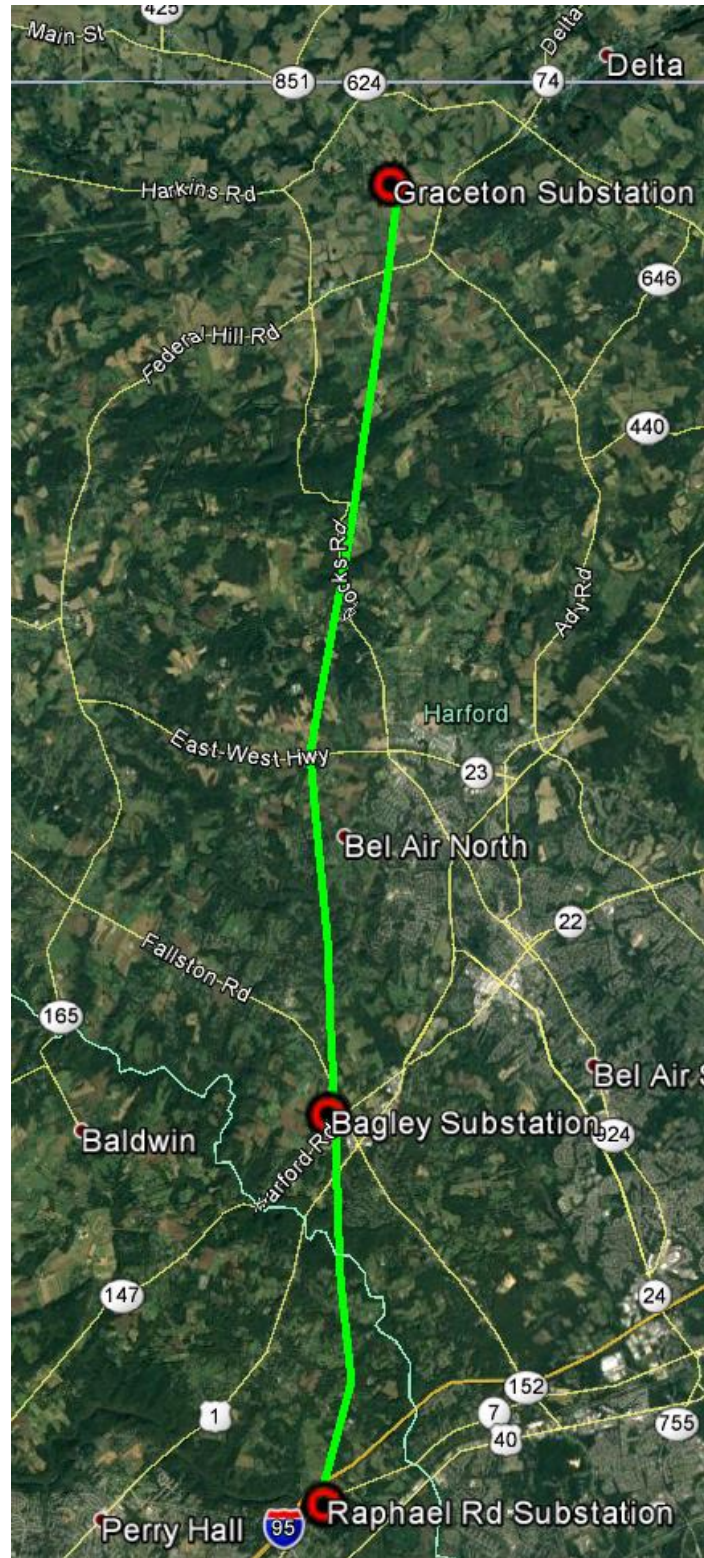 425
Main St
Delta
Delta
851
624
74
Harkins Rd
Graceton Substation
646
Federal Hill Rd
440
Rocks Rd
Ady Rd
Harford
East-West Hwy
23
Bel Air North
22
Fallston Rd
165
Bel Air S
Bagley Substation
924
Baldwin
Harford Rd
147
24
152
1
7
755
40
Raphael Rd Substation
Perry Hall
95